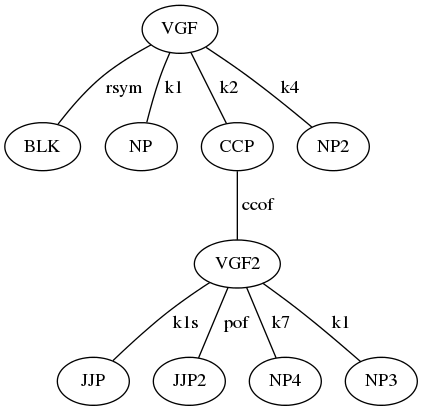 VGF
rsym k1 k2 k4
BLK NP CCP NP2
ccof
VGF2
k1s pof k7 k1
JJP JJP2 NP4 NP3